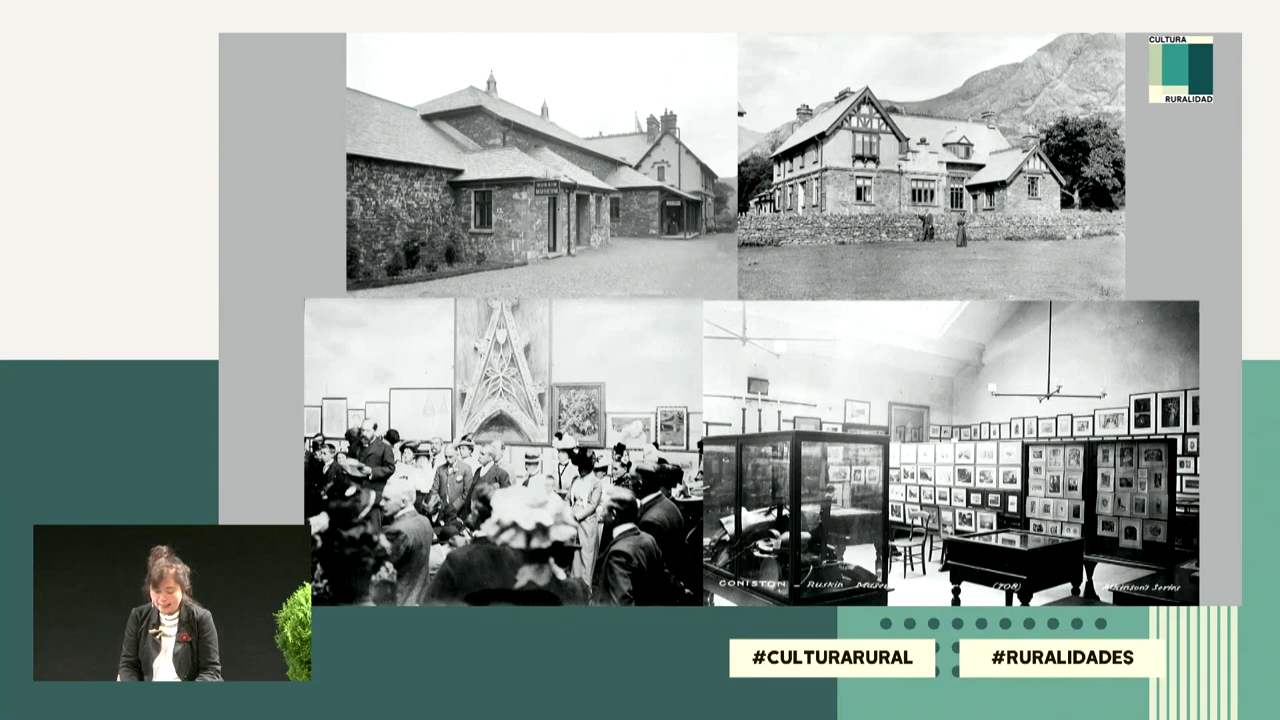 CULTURA
RURALIDAD
RUSKIN
MUSEUM
CONISTON – Ruskin Museum
(708)
Atkinson's Series
#CULTURARURAL
#RURALIDADES